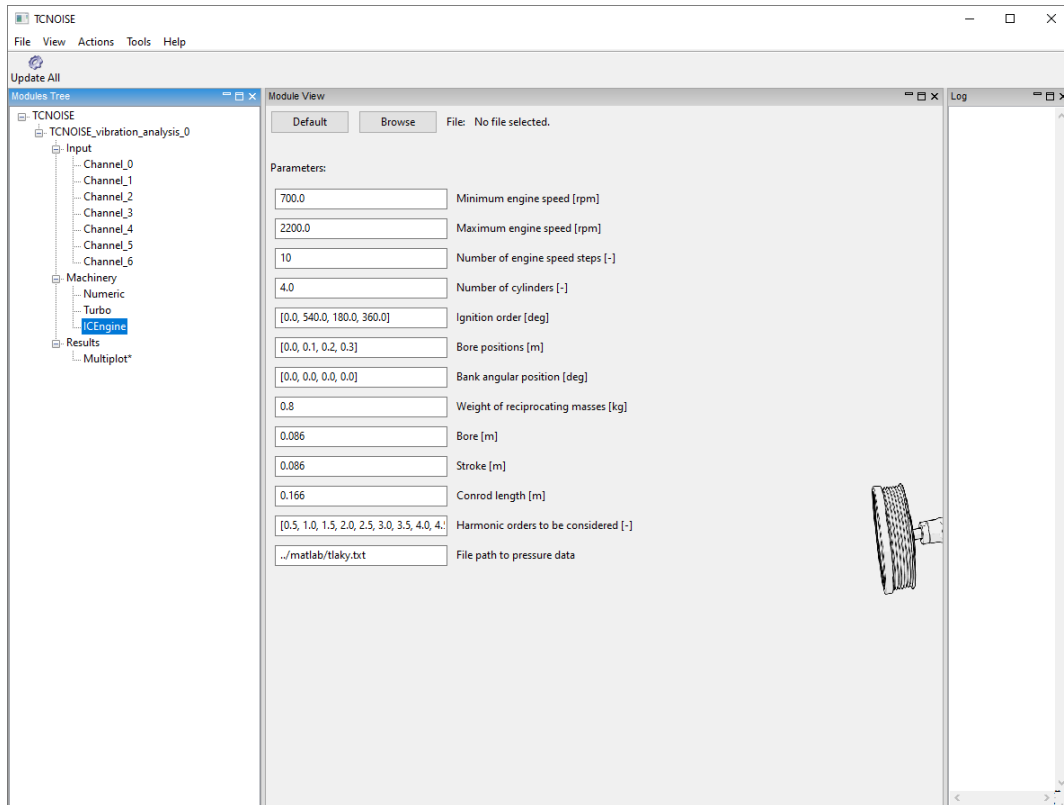 TCNOISE
File View Actions Tools Help
Update All
Modules Tree
TCNOISE
TCNOISE_vibration_analysis_0
Input
Channel_0
Channel_1
Channel_2
Channel_3
Channel_4
Channel_5
Channel_6
Machinery
Numeric
Turbo
ICEngine
Results
Multiplot*
Module View
Default Browse File: No file selected.
Parameters:
700.0 Minimum engine speed [rpm]
2200.0 Maximum engine speed [rpm]
10 Number of engine speed steps [-]
4.0 Number of cylinders [-]
[0.0, 540.0, 180.0, 360.0] Ignition order [deg]
[0.0, 0.1, 0.2, 0.3] Bore positions [m]
[0.0, 0.0, 0.0, 0.0] Bank angular position [deg]
0.8 Weight of reciprocating masses [kg]
0.086 Bore [m]
0.086 Stroke [m]
0.166 Conrod length [m]
[0.5, 1.0, 1.5, 2.0, 2.5, 3.0, 3.5, 4.0, 4. Harmonic orders to be considered [-]
../matlab/tlaky.txt File path to pressure data
Log